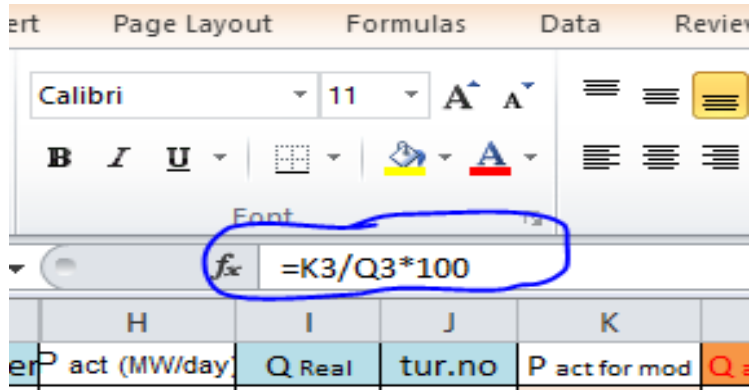 ert Page Layout Formulas Data Review
Calibri 11 A A
B I U A
Font
fx =K3/Q3*100
H I J K
er P act (MW/day) Q Real tur.no P act for mod Q a